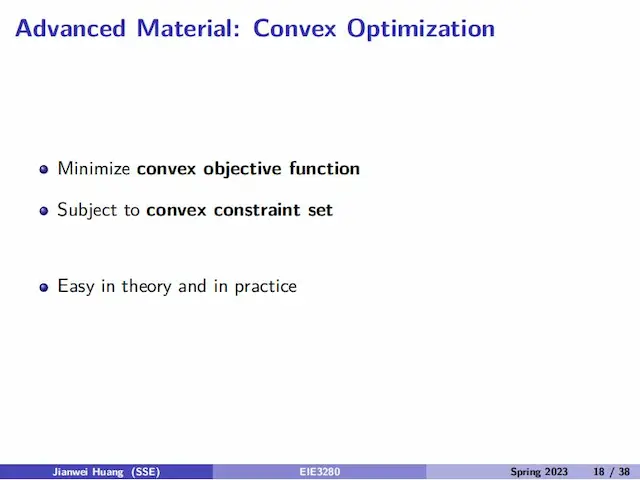 Advanced Material: Convex Optimization
Minimize convex objective function
Subject to convex constraint set
Easy in theory and in practice
Jianwei Huang (SSE) EIE3280 Spring 2023 18 / 38